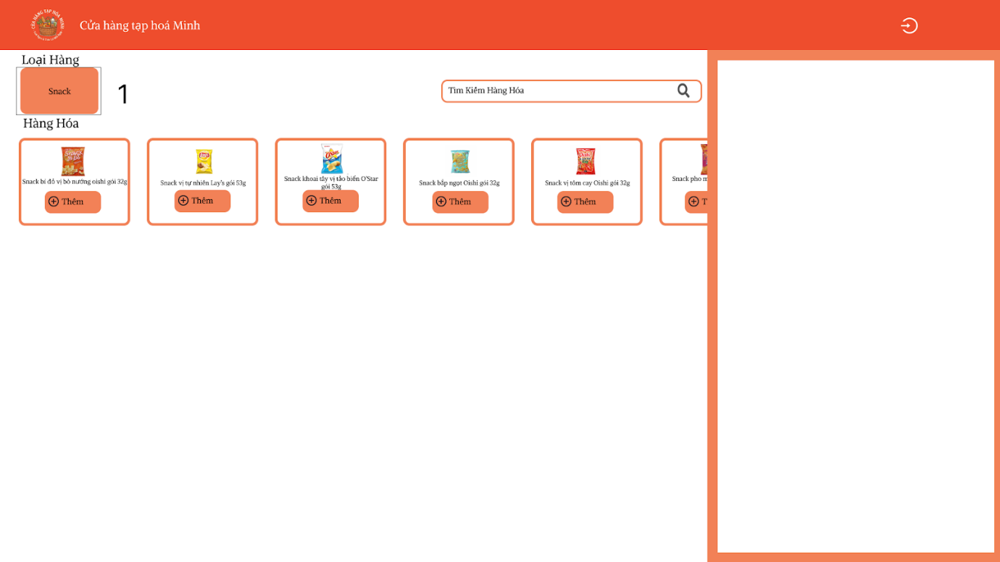 CỬA HÀNG TẠP HÓA MINH
Cửa hàng tạp hoá Minh
Loại Hàng
Snack
1
Tìm Kiếm Hàng Hóa
Hàng Hóa
Snack bí đỏ vị bò nướng oishi gói 32g
Thêm
Snack vị tự nhiên Lay's gói 53g
Thêm
Snack khoai tây vị tảo biển O'Star
gói 53g
Thêm
Snack bắp ngọt Oishi gói 32g
Thêm
Snack vị tôm cay Oishi gói 32g
Thêm
Snack pho m
T